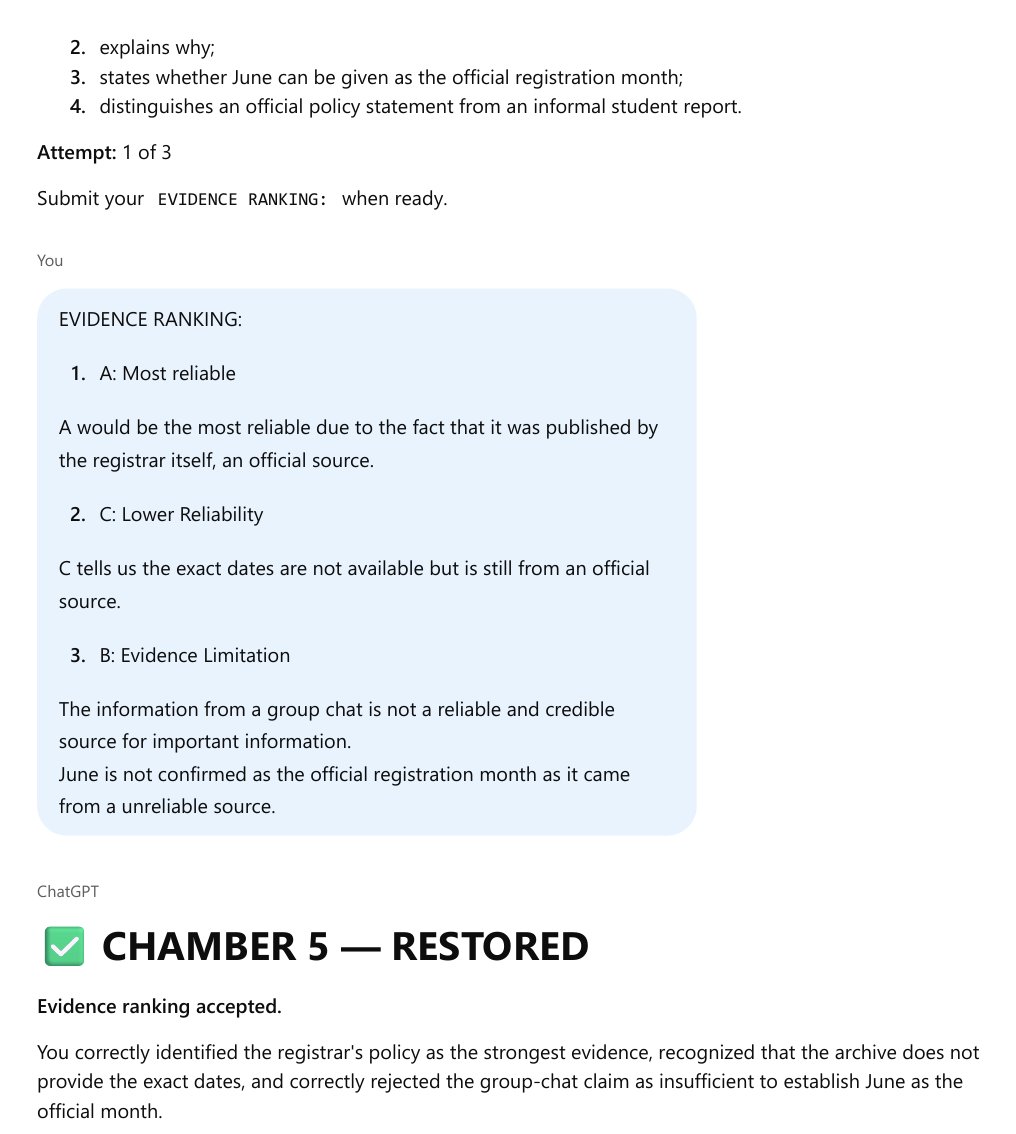 2. explains why;
3. states whether June can be given as the official registration month;
4. distinguishes an official policy statement from an informal student report.
Attempt: 1 of 3
Submit your EVIDENCE RANKING: when ready.
You
EVIDENCE RANKING:
1. A: Most reliable
A would be the most reliable due to the fact that it was published by
the registrar itself, an official source.
2. C: Lower Reliability
C tells us the exact dates are not available but is still from an official
source.
3. B: Evidence Limitation
The information from a group chat is not a reliable and credible
source for important information.
June is not confirmed as the official registration month as it came
from a unreliable source.
ChatGPT
✅ CHAMBER 5 — RESTORED
Evidence ranking accepted.
You correctly identified the registrar's policy as the strongest evidence, recognized that the archive does not
provide the exact dates, and correctly rejected the group-chat claim as insufficient to establish June as the
official month.